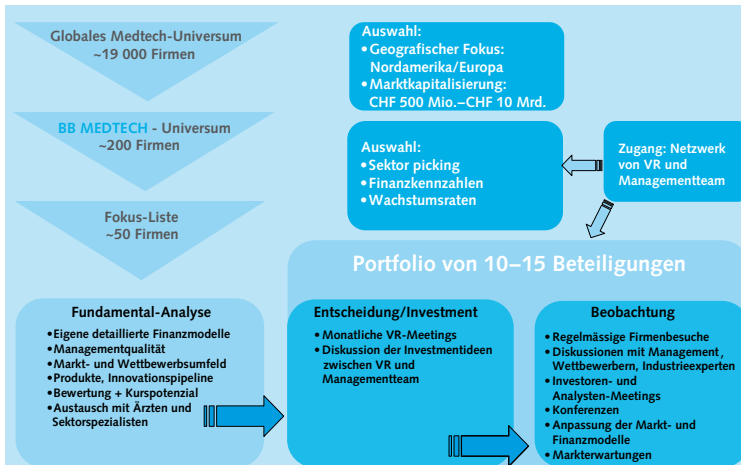 Globales Medtech-Universum
~19 000 Firmen
Auswahl:
• Geografischer Fokus:
Nordamerika/Europa
• Marktkapitalisierung:
CHF 500 Mio.–CHF 10 Mrd.
BB MEDTECH - Universum
~200 Firmen
Auswahl:
• Sektor picking
• Finanzkennzahlen
• Wachstumsraten
Zugang: Netzwerk
von VR und
Managementteam
Fokus-Liste
~50 Firmen
Portfolio von 10–15 Beteiligungen
Fundamental-Analyse
• Eigene detaillierte Finanzmodelle
• Managementqualität
• Markt- und Wettbewerbsumfeld
• Produkte, Innovationspipeline
• Bewertung + Kurspotenzial
• Austausch mit Ärzten und
Sektorspezialisten
Entscheidung/Investment
• Monatliche VR-Meetings
• Diskussion der Investmentideen
zwischen VR und
Managementteam
Beobachtung
• Regelmässige Firmenbesuche
• Diskussionen mit Management,
Wettbewerbern, Industrieexperten
• Investoren- und
Analysten-Meetings
• Konferenzen
• Anpassung der Markt- und
Finanzmodelle
• Markterwartungen